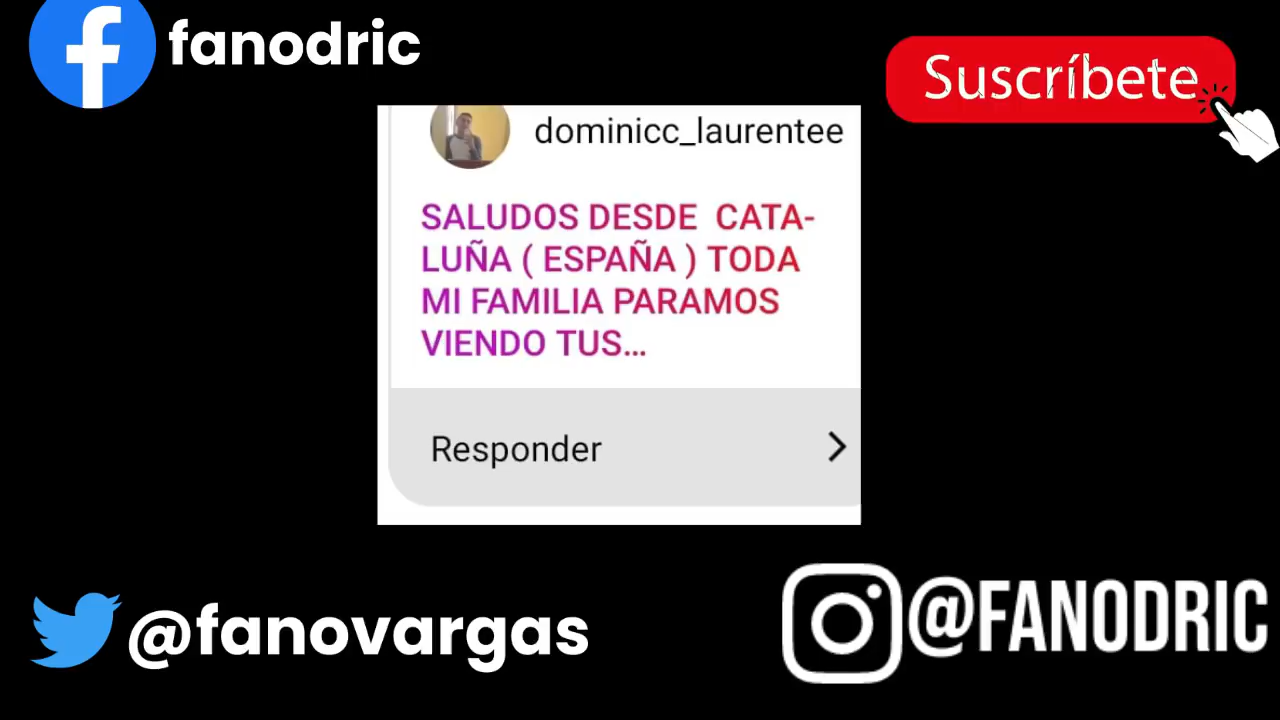 fanodric
Suscríbete
dominicc_laurentee
SALUDOS DESDE CATA-
LUÑA ( ESPAÑA ) TODA
MI FAMILIA PARAMOS
VIENDO TUS...
Responder
@fanovargas
@FANODRIC